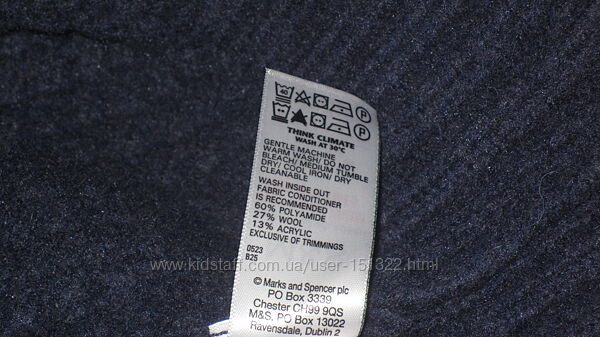 40 P
P
THINK CLIMATE
WASH AT 30°C
GENTLE MACHINE
WARM WASH/ DO NOT
BLEACH/ MEDIUM TUMBLE
DRY/ COOL IRON/ DRY
CLEANABLE
WASH INSIDE OUT
FABRIC CONDITIONER
IS RECOMMENDED
60% POLYAMIDE
27% WOOL
13% ACRYLIC
EXCLUSIVE OF TRIMMINGS
0523
B25
www.kidstaff.com.ua/user-151322.html
© Marks and Spencer plc
PO Box 3339
Chester CH99 9QS
M&S, PO Box 13022
Ravensdale, Dublin 2